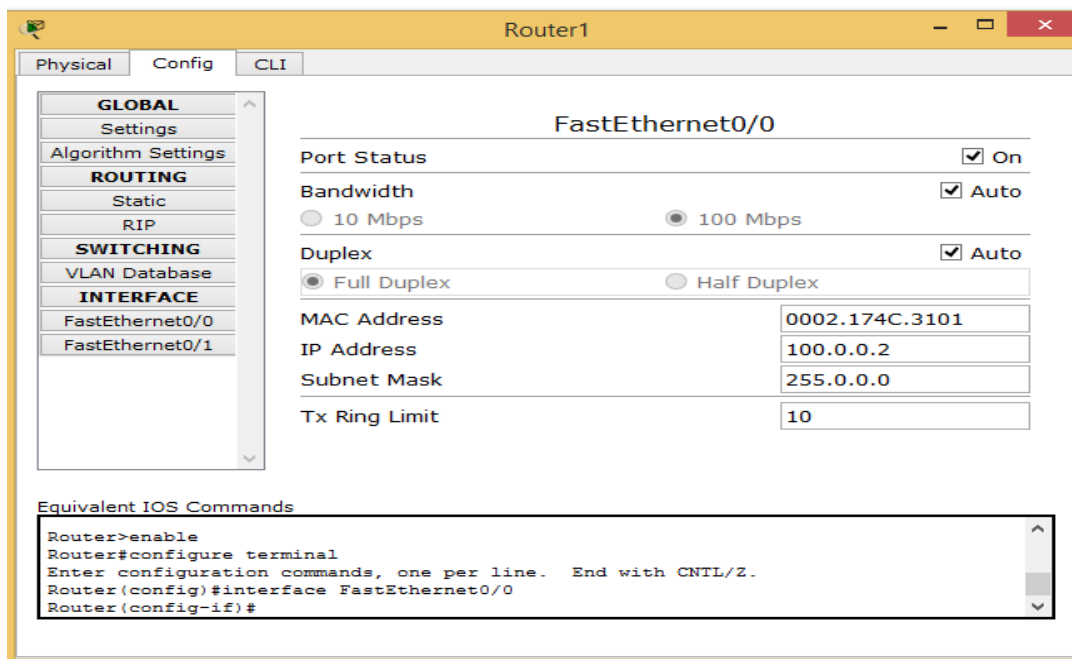 Router1
Physical Config CLI
GLOBAL
Settings
Algorithm Settings
ROUTING
Static
RIP
SWITCHING
VLAN Database
INTERFACE
FastEthernet0/0
FastEthernet0/1
FastEthernet0/0
Port Status On
Bandwidth Auto
10 Mbps 100 Mbps
Duplex Auto
Full Duplex Half Duplex
MAC Address 0002.174C.3101
IP Address 100.0.0.2
Subnet Mask 255.0.0.0
Tx Ring Limit 10
Equivalent IOS Commands
Router>enable
Router#configure terminal
Enter configuration commands, one per line.  End with CNTL/Z.
Router(config)#interface FastEthernet0/0
Router(config-if)#